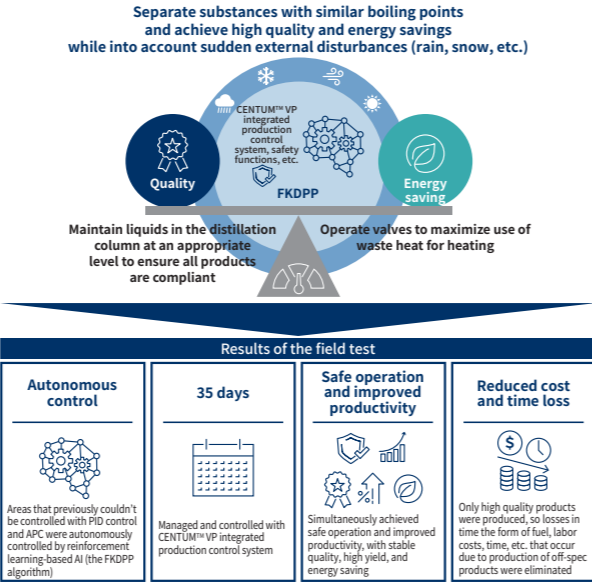 Separate substances with similar boiling points
and achieve high quality and energy savings
while into account sudden external disturbances (rain, snow, etc.)
CENTUM™ VP
integrated
production
control
system, safety
functions, etc.
FKDPP
Quality
Energy
saving
Maintain liquids in the distillation
column at an appropriate
level to ensure all products
are compliant
Operate valves to maximize use of
waste heat for heating
Results of the field test
Autonomous
control
Areas that previously couldn't
be controlled with PID control
and APC were autonomously
controlled by reinforcement
learning-based AI (the FKDPP
algorithm)
35 days
Managed and controlled with
CENTUM™ VP integrated
production control system
Safe operation
and improved
productivity
%!
Simultaneously achieved
safe operation and improved
productivity, with stable
quality, high yield, and
energy saving
Reduced cost
and time loss
$
Only high quality products
were produced, so losses in
time the form of fuel, labor
costs, time, etc. that occur
due to production of off-spec
products were eliminated